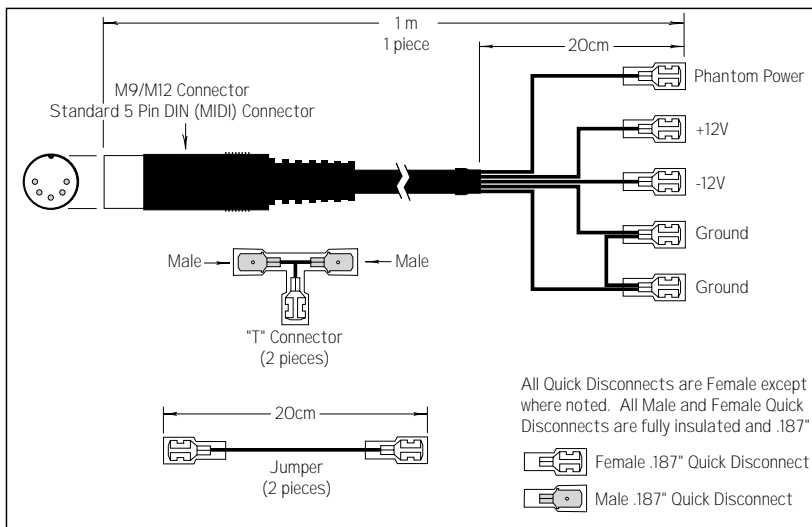 1 m
1 piece
20cm
M9/M12 Connector
Standard 5 Pin DIN (MIDI) Connector
Phantom Power
+12V
-12V
Ground
Ground
Male
Male
"T" Connector
(2 pieces)
20cm
Jumper
(2 pieces)
All Quick Disconnects are Female except
where noted. All Male and Female Quick
Disconnects are fully insulated and .187"
Female .187" Quick Disconnect
Male .187" Quick Disconnect